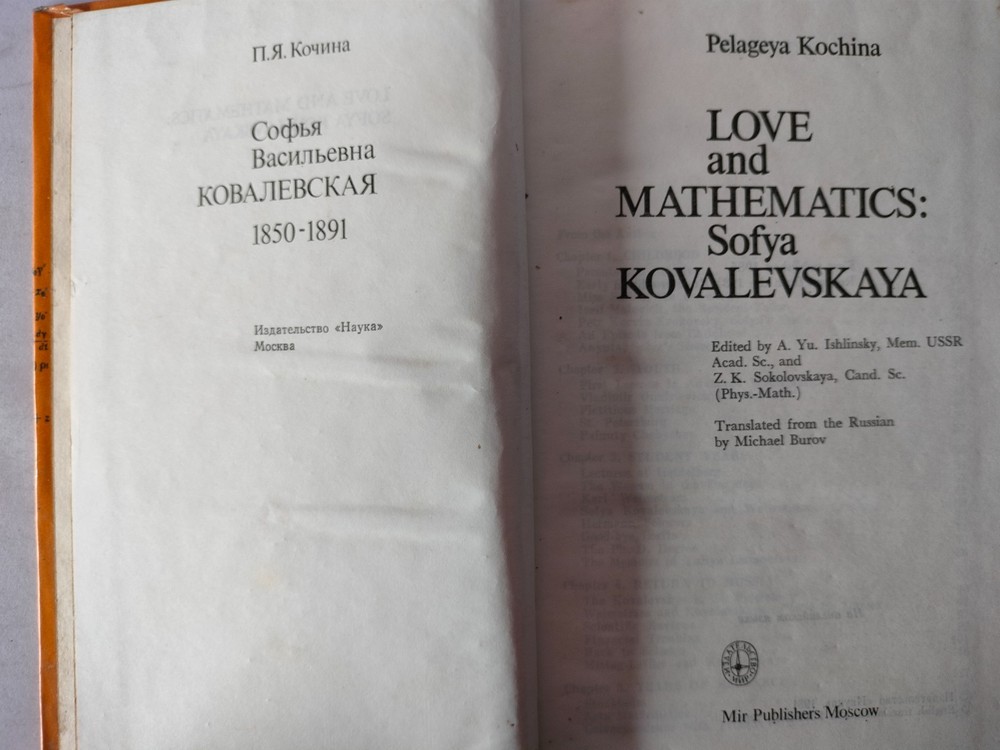 П.Я. Кочина
Софья
Васильевна
КОВАЛЕВСКАЯ
1850-1891
Издательство «Наука»
Москва
Pelageya Kochina
LOVE
and
MATHEMATICS:
Sofya
KOVALEVSKAYA
Edited by A. Yu. Ishlinsky, Mem. USSR
Acad. Sc., and
Z. K. Sokolovskaya, Cand. Sc.
(Phys.-Math.)
Translated from the Russian
by Michael Burov
ИЗДАТЕЛЬСТВО МИР
Mir Publishers Moscow